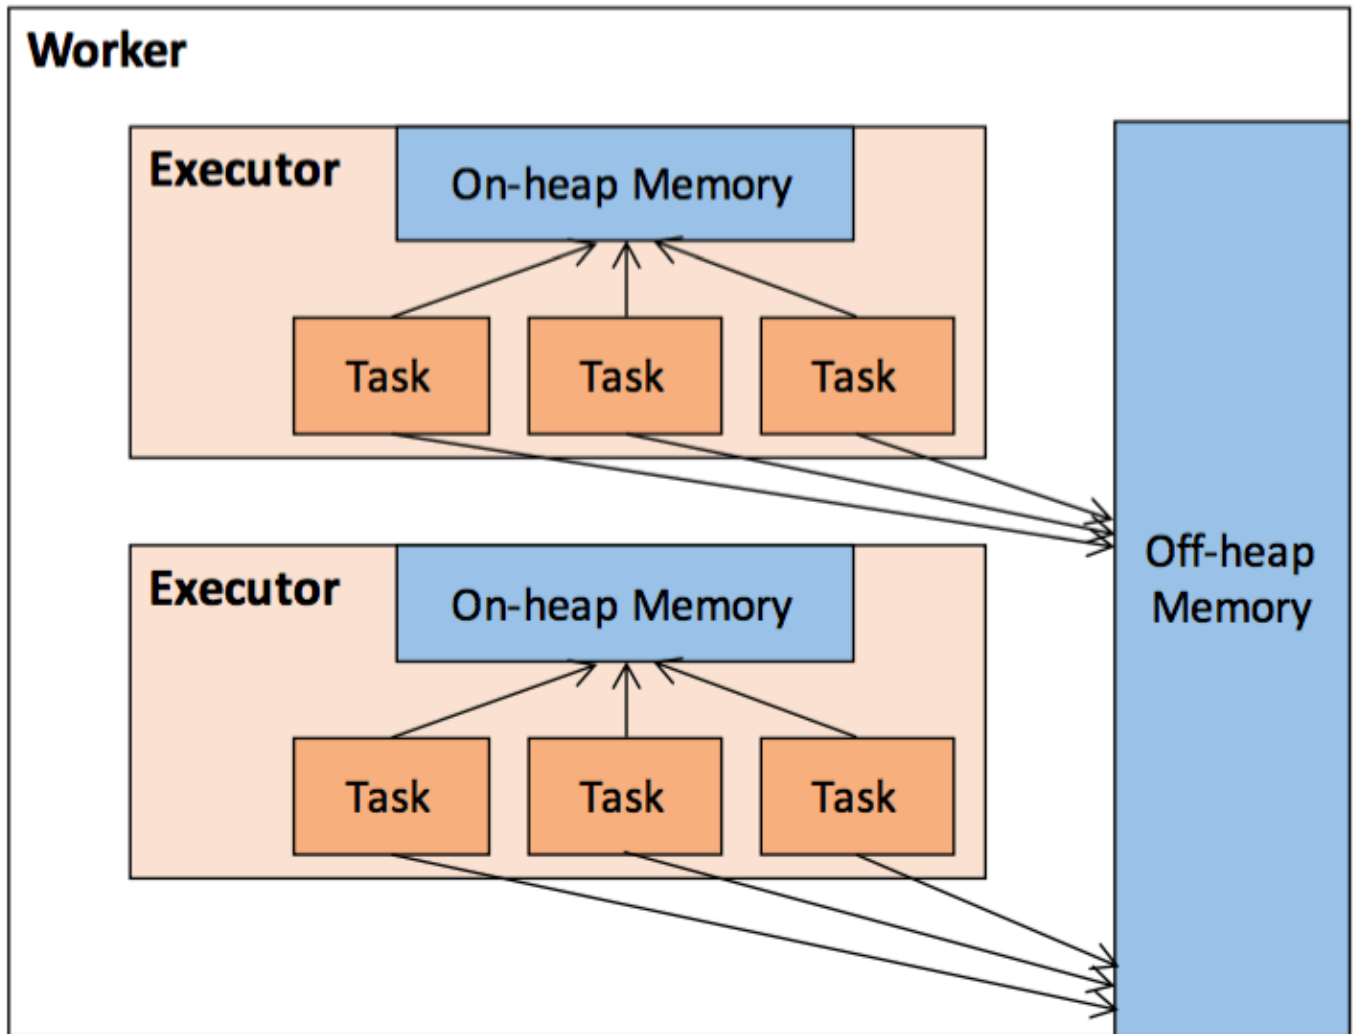 Worker
Executor
On-heap Memory
Task
Task
Task
Executor
On-heap Memory
Task
Task
Task
Off-heap
Memory